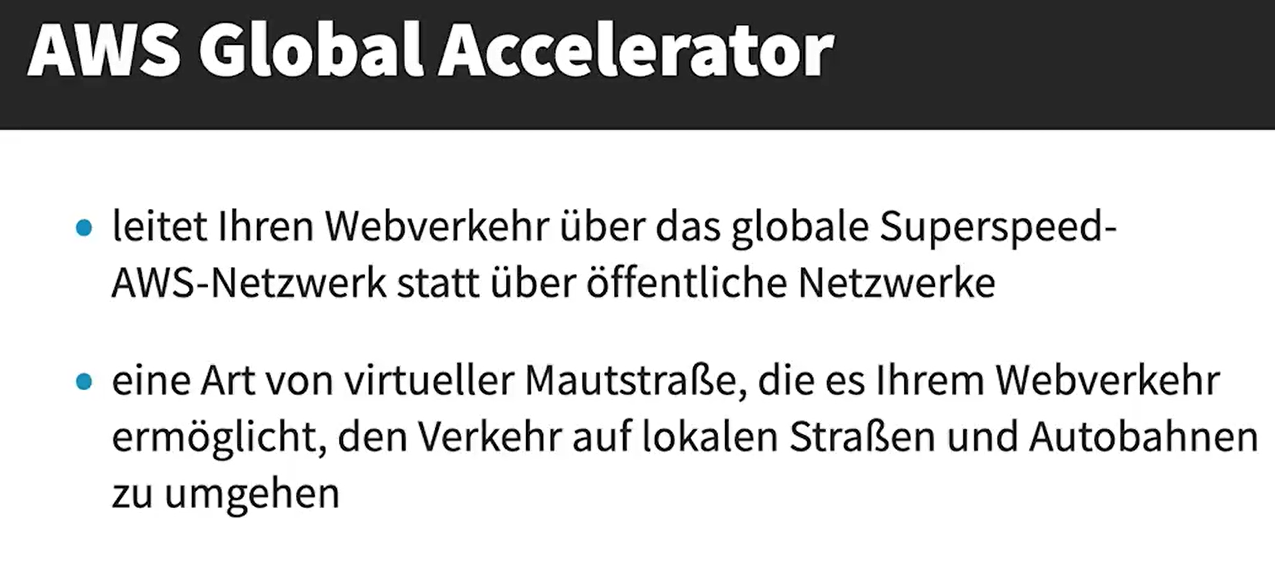 AWS Global Accelerator
leitet Ihren Webverkehr über das globale Superspeed-
AWS-Netzwerk statt über öffentliche Netzwerke
eine Art von virtueller Mautstraße, die es Ihrem Webverkehr
ermöglicht, den Verkehr auf lokalen Straßen und Autobahnen
zu umgehen